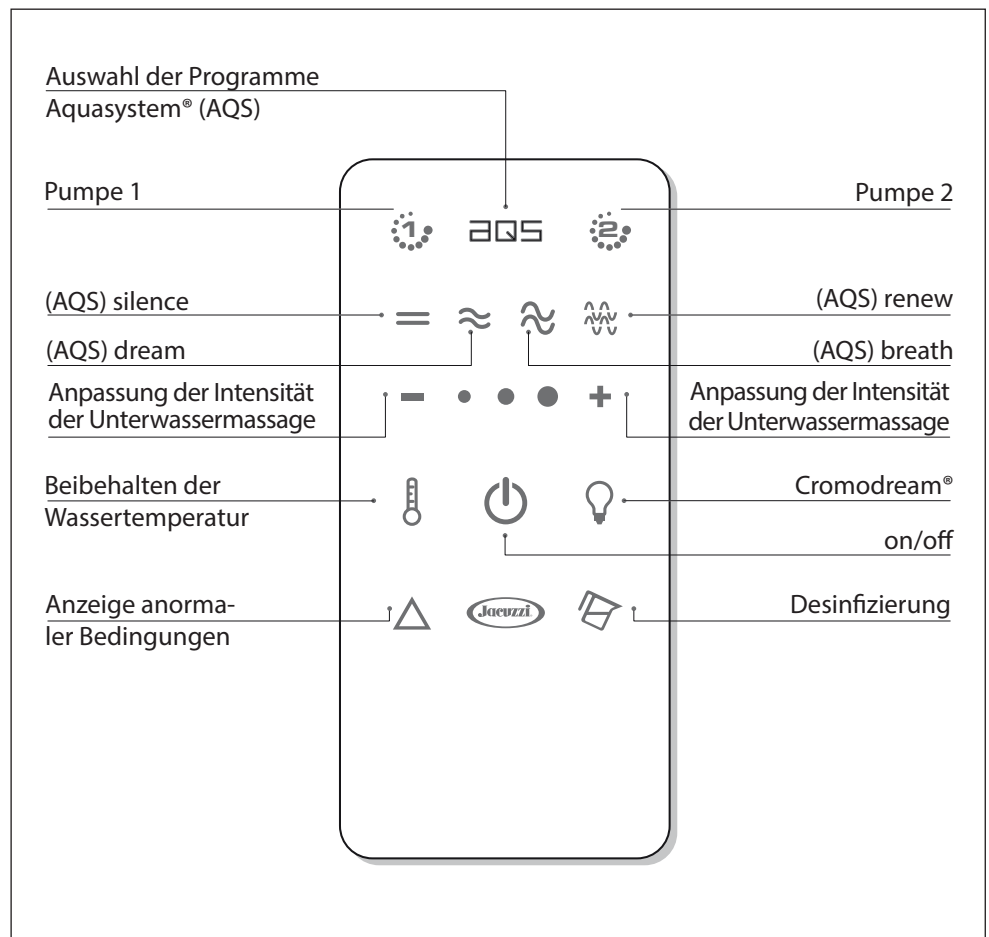 Auswahl der Programme
Aquasystem® (AQS)
Pumpe 1
Pumpe 2
1
aqs
2
(AQS) silence
(AQS) renew
(AQS) dream
(AQS) breath
Anpassung der Intensität
der Unterwassermassage
Anpassung der Intensität
der Unterwassermassage
Beibehalten der
Wassertemperatur
Cromodream®
on/off
Anzeige anorma-
ler Bedingungen
Jacuzzi
Desinfizierung